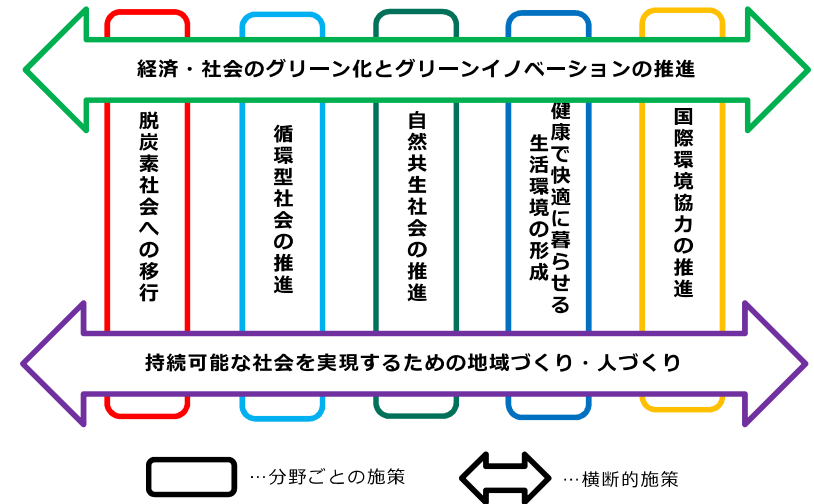 経済・社会のグリーン化とグリーンイノベーションの推進
脱炭素社会への移行
循環型社会の推進
自然共生社会の推進
健康で快適に暮らせる
生活環境の形成
国際環境協力の推進
持続可能な社会を実現するための地域づくり・人づくり
…分野ごとの施策
…横断的施策